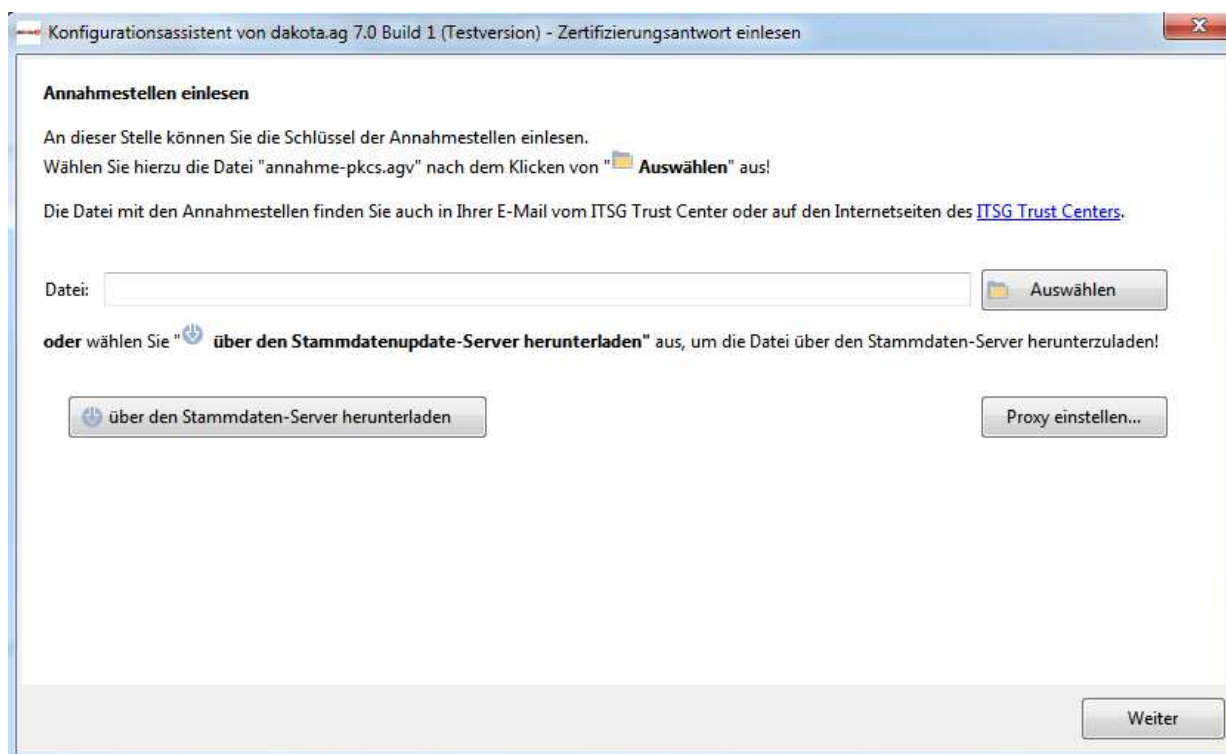 Konfigurationsassistent von dakota.ag 7.0 Build 1 (Testversion) - Zertifizierungsantwort einlesen
Annahmestellen einlesen
An dieser Stelle können Sie die Schlüssel der Annahmestellen einlesen.
Wählen Sie hierzu die Datei "annahme-pkcs.agv" nach dem Klicken von " Auswählen" aus!
Die Datei mit den Annahmestellen finden Sie auch in Ihrer E-Mail vom ITSG Trust Center oder auf den Internetseiten des ITSG Trust Centers.
Datei: Auswählen
oder wählen Sie " über den Stammdatenupdate-Server herunterladen" aus, um die Datei über den Stammdaten-Server herunterzuladen!
über den Stammdaten-Server herunterladen Proxy einstellen...
Weiter